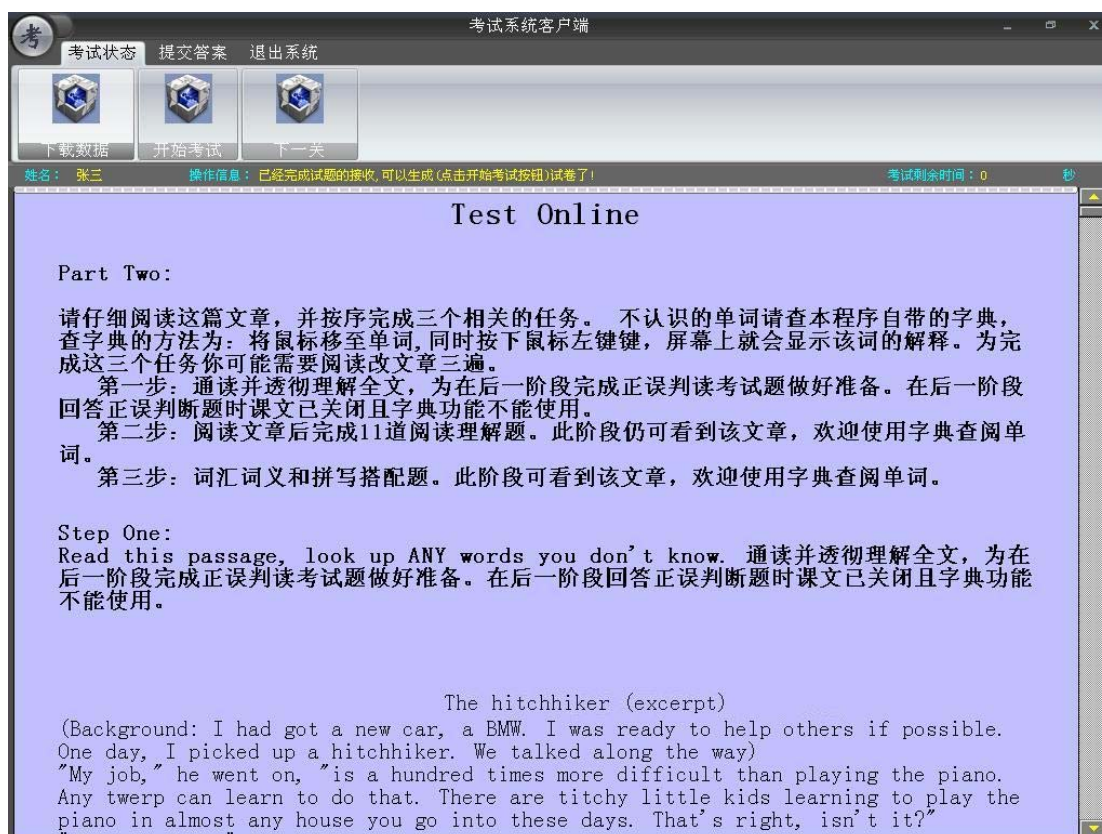 考试系统客户端
考
考试状态 提交答案 退出系统
下载数据 开始考试 下一关
姓名： 张三 操作信息： 已经完成试题的接收,可以生成(点击开始考试按钮)试卷了! 考试剩余时间：0 秒
Test Online
Part Two:
请仔细阅读这篇文章，并按序完成三个相关的任务。 不认识的单词请查本程序自带的字典，
查字典的方法为：将鼠标移至单词,同时按下鼠标左键键，屏幕上就会显示该词的解释。为完
成这三个任务你可能需要阅读改文章三遍。
第一步：通读并透彻理解全文，为在后一阶段完成正误判读考试题做好准备。在后一阶段
回答正误判断题时课文已关闭且字典功能不能使用。
第二步：阅读文章后完成11道阅读理解题。此阶段仍可看到该文章，欢迎使用字典查阅单
词。
第三步：词汇词义和拼写搭配题。此阶段可看到该文章，欢迎使用字典查阅单词。
Step One:
Read this passage, look up ANY words you don't know. 通读并透彻理解全文，为在
后一阶段完成正误判读考试题做好准备。在后一阶段回答正误判断题时课文已关闭且字典功能
不能使用。
The hitchhiker (excerpt)
(Background: I had got a new car, a BMW. I was ready to help others if possible.
One day, I picked up a hitchhiker. We talked along the way)
"My job," he went on, "is a hundred times more difficult than playing the piano.
Any twerp can learn to do that. There are titchy little kids learning to play the
piano in almost any house you go into these days. That's right, isn't it?"